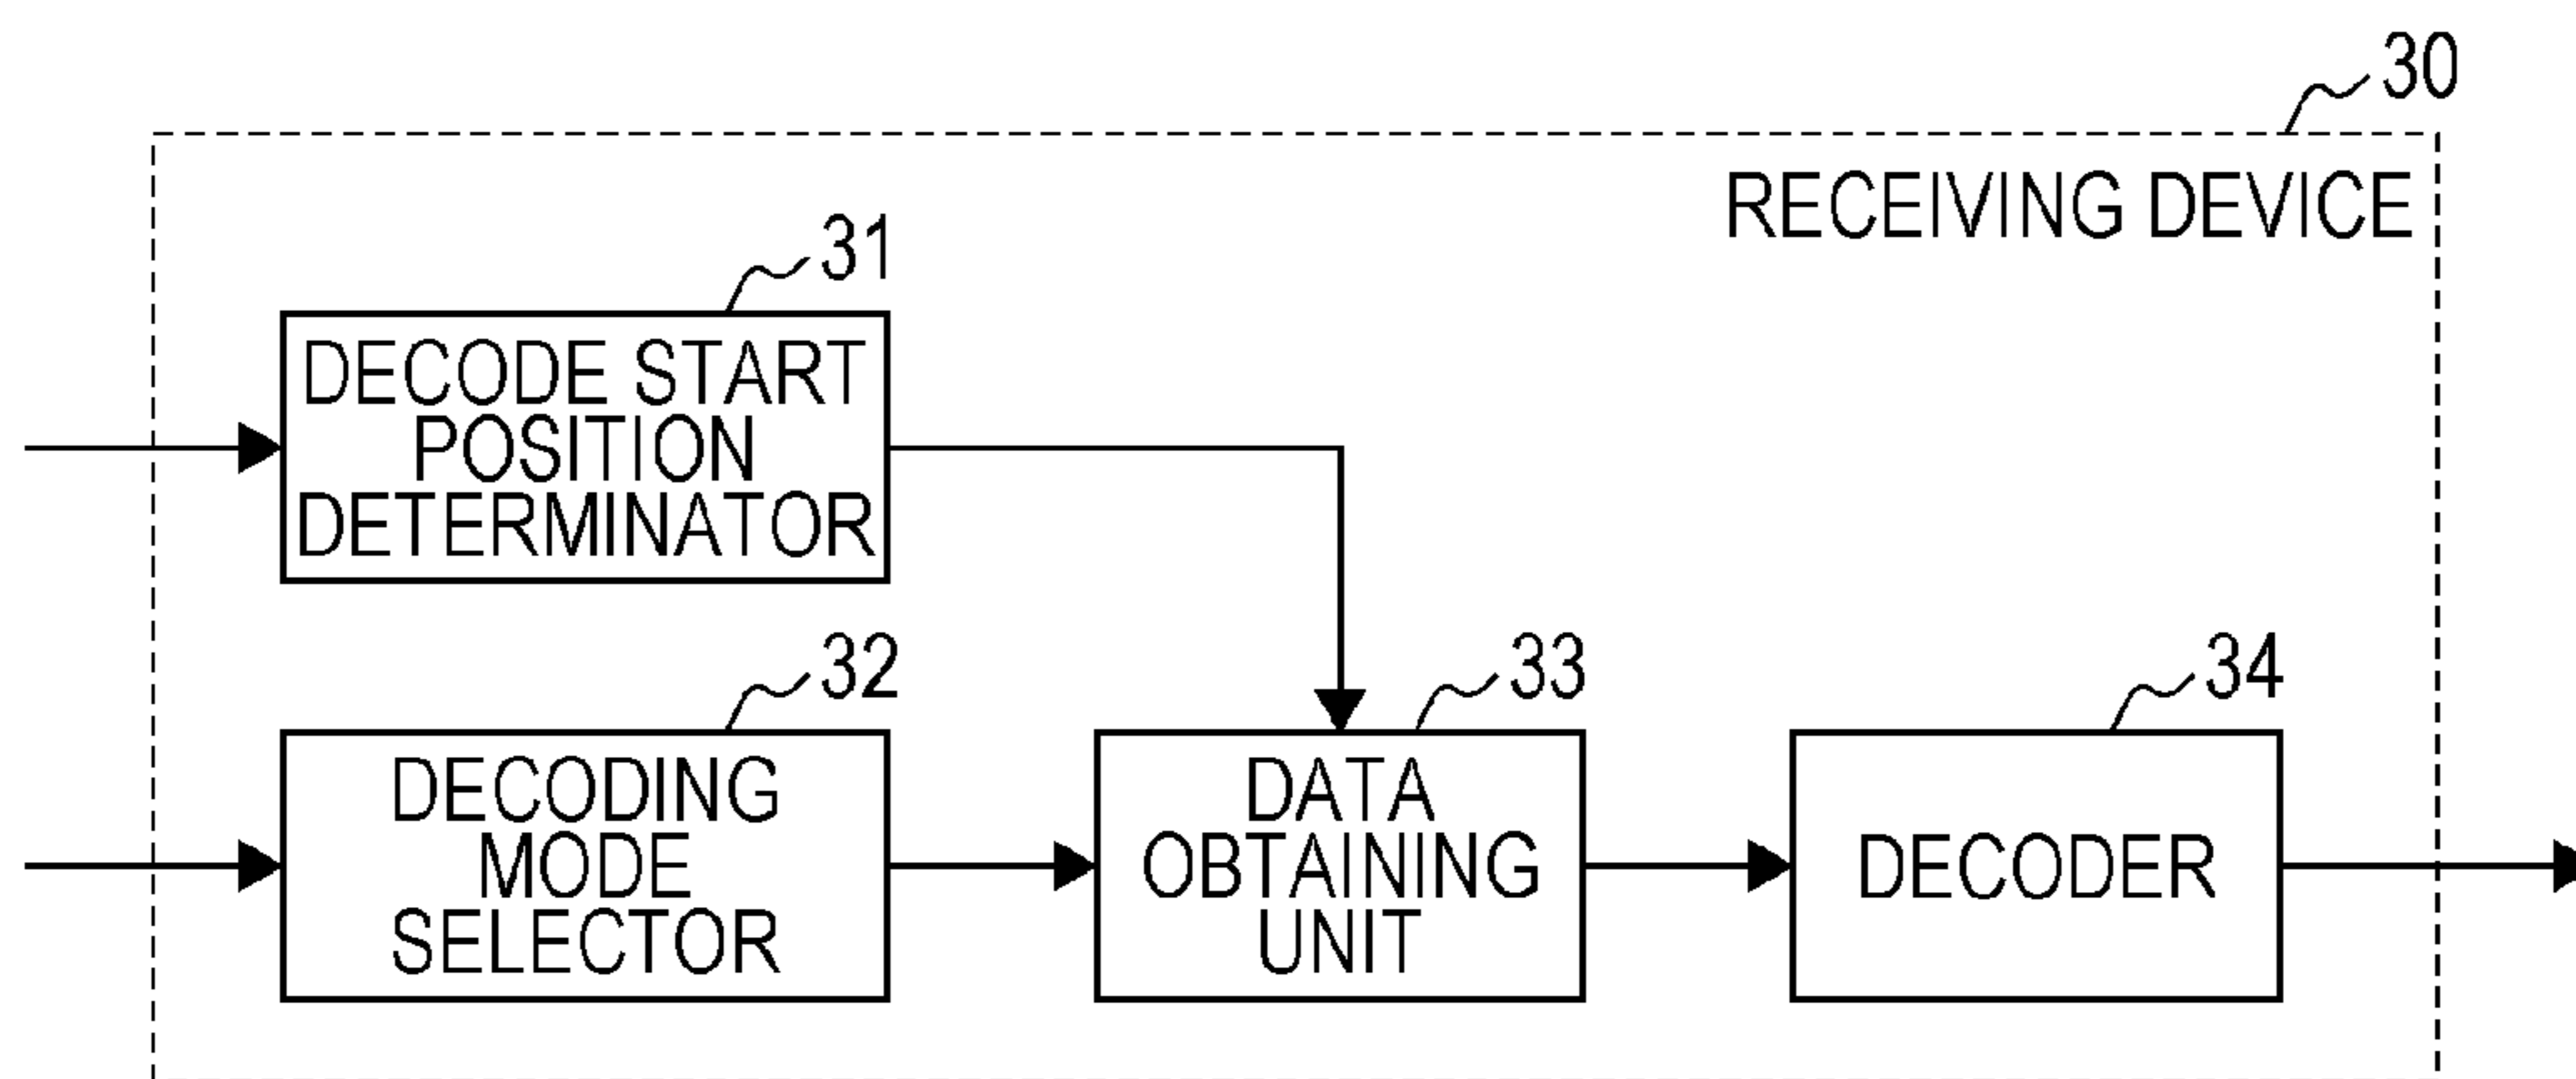 30
RECEIVING DEVICE
31
DECODE START
POSITION
DETERMINATOR
32
DECODING
MODE
SELECTOR
33
DATA
OBTAINING
UNIT
34
DECODER